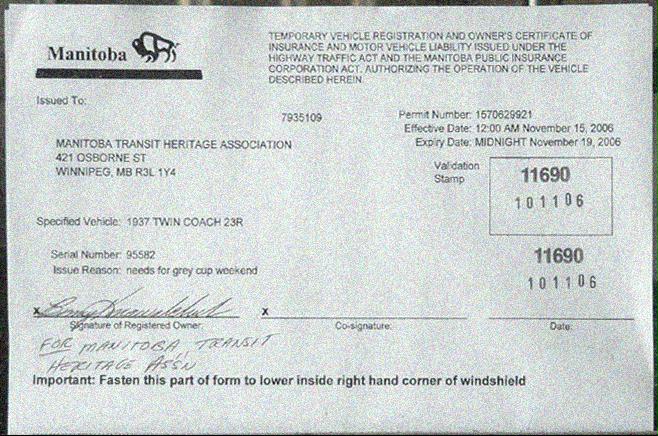 Manitoba
TEMPORARY VEHICLE REGISTRATION AND OWNER'S CERTIFICATE OF
INSURANCE AND MOTOR VEHICLE LIABILITY ISSUED UNDER THE
HIGHWAY TRAFFIC ACT AND THE MANITOBA PUBLIC INSURANCE
CORPORATION ACT. AUTHORIZING THE OPERATION OF THE VEHICLE
DESCRIBED HEREIN.
Issued To:
7935109
Permit Number: 1570629921
Effective Date: 12:00 AM November 15, 2006
Expiry Date: MIDNIGHT November 19, 2006
MANITOBA TRANSIT HERITAGE ASSOCIATION
421 OSBORNE ST
WINNIPEG, MB R3L 1Y4
Validation
Stamp
11690
101106
Specified Vehicle: 1937 TWIN COACH 23R
Serial Number: 95582
Issue Reason: needs for grey cup weekend
11690
101106
x
x
Signature of Registered Owner:
Co-signature:
Date:
FOR MANITOBA TRANSIT
HERITAGE ASS'N
Important: Fasten this part of form to lower inside right hand corner of windshield